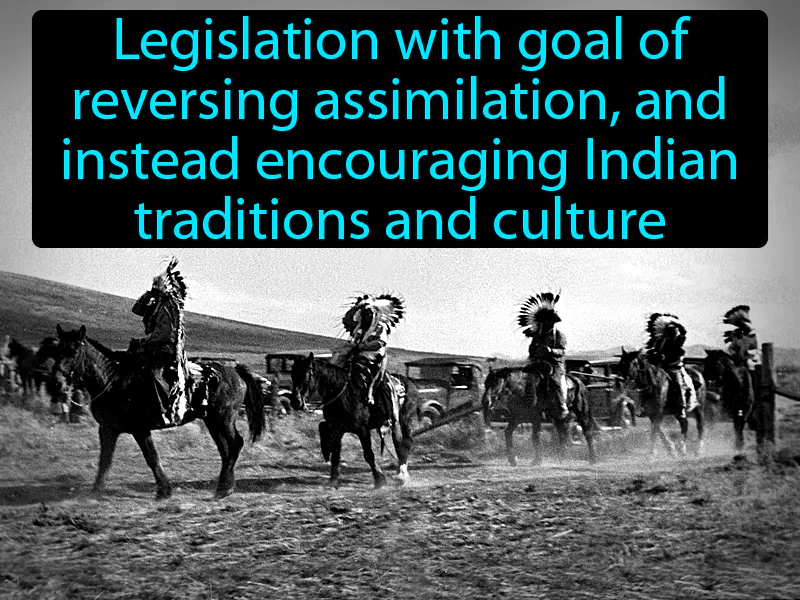 Legislation with goal of
reversing assimilation, and
instead encouraging Indian
traditions and culture